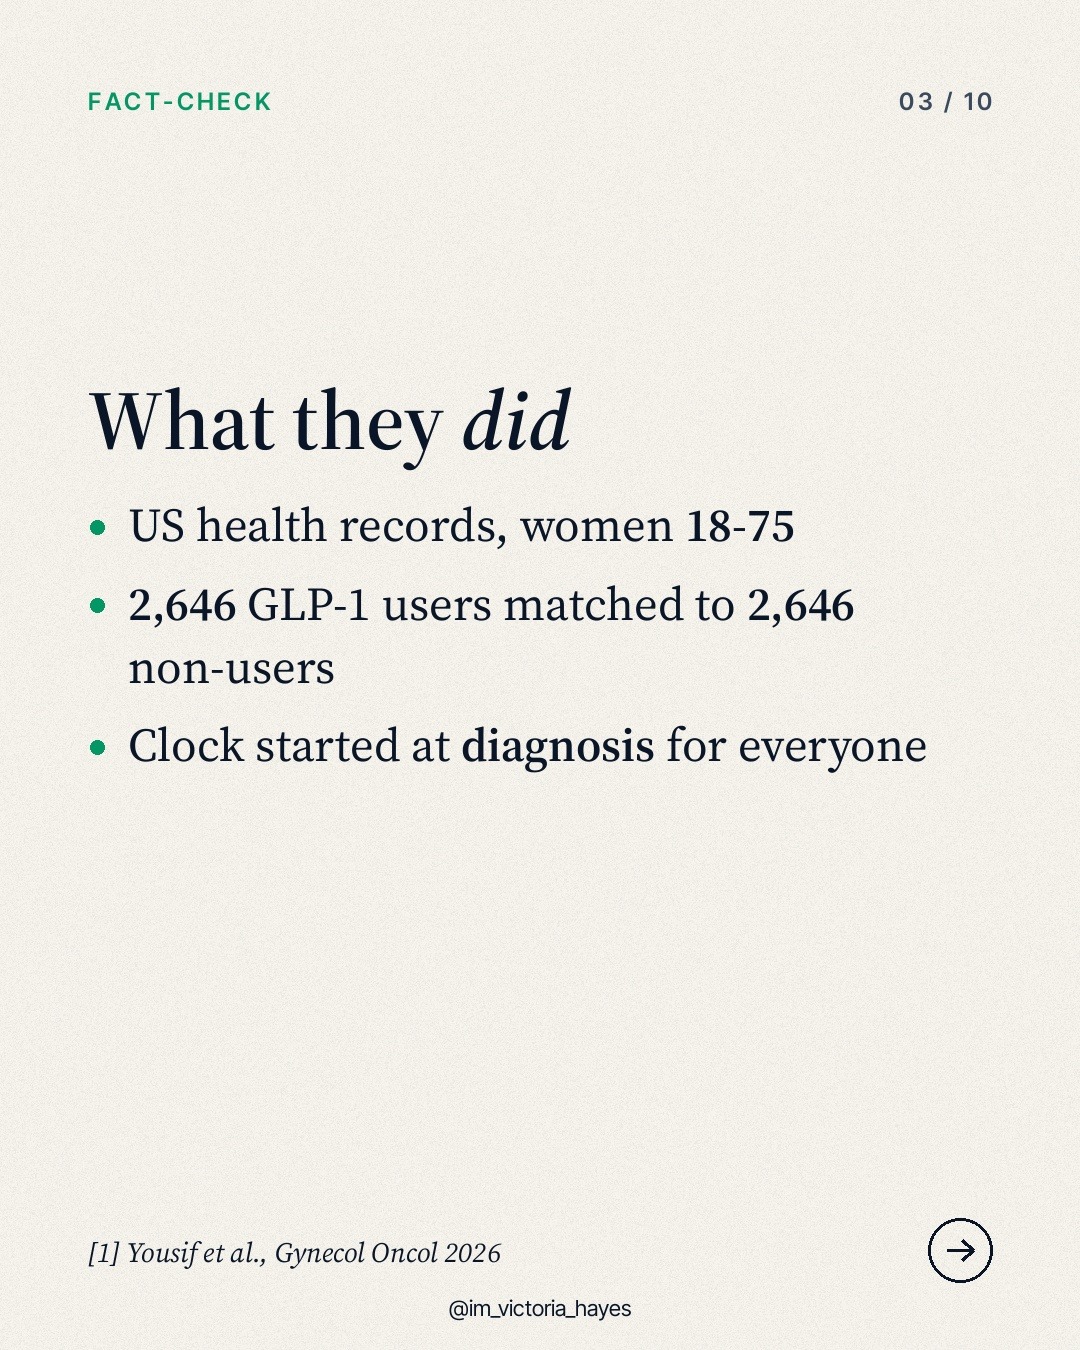 FACT-CHECK
03 / 10
What they did
• US health records, women 18-75
• 2,646 GLP-1 users matched to 2,646
non-users
• Clock started at diagnosis for everyone
[1] Yousif et al., Gynecol Oncol 2026
@im_victoria_hayes